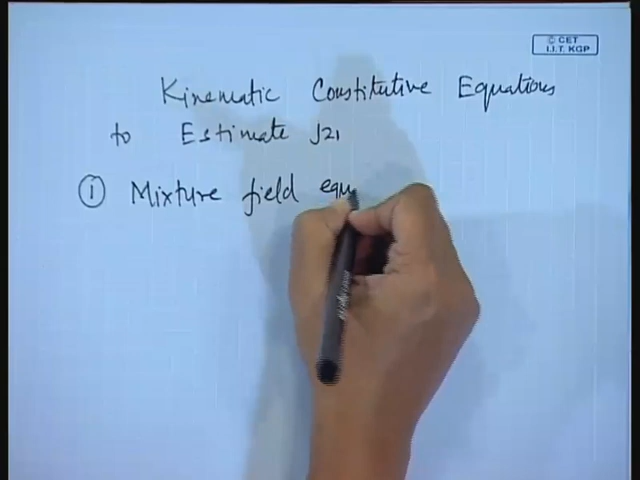 © CET
I.I.T. KGP
Kinematic Constitutive Equations
to Estimate J21
① Mixture field equ